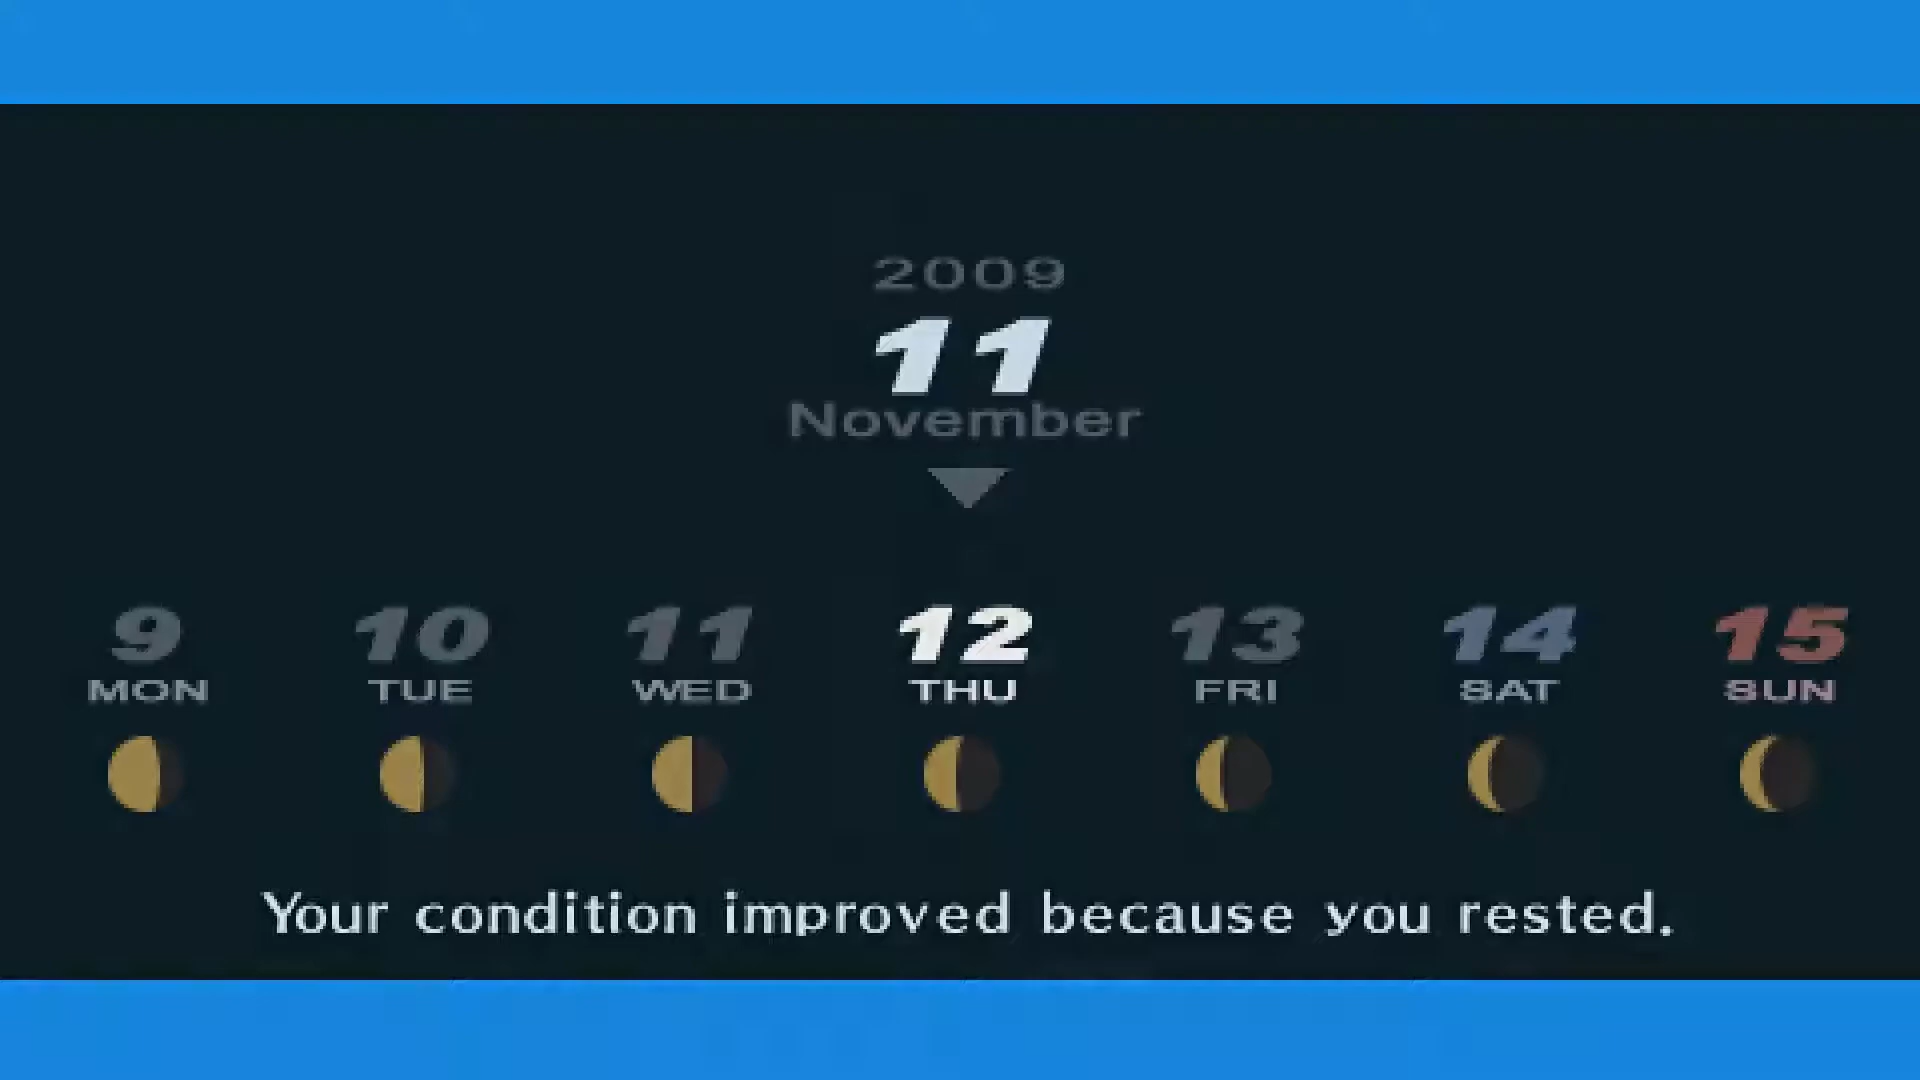 2009
11
November
9 10 11 12 13 14 15
MON TUE WED THU FRI SAT SUN
Your condition improved because you rested.